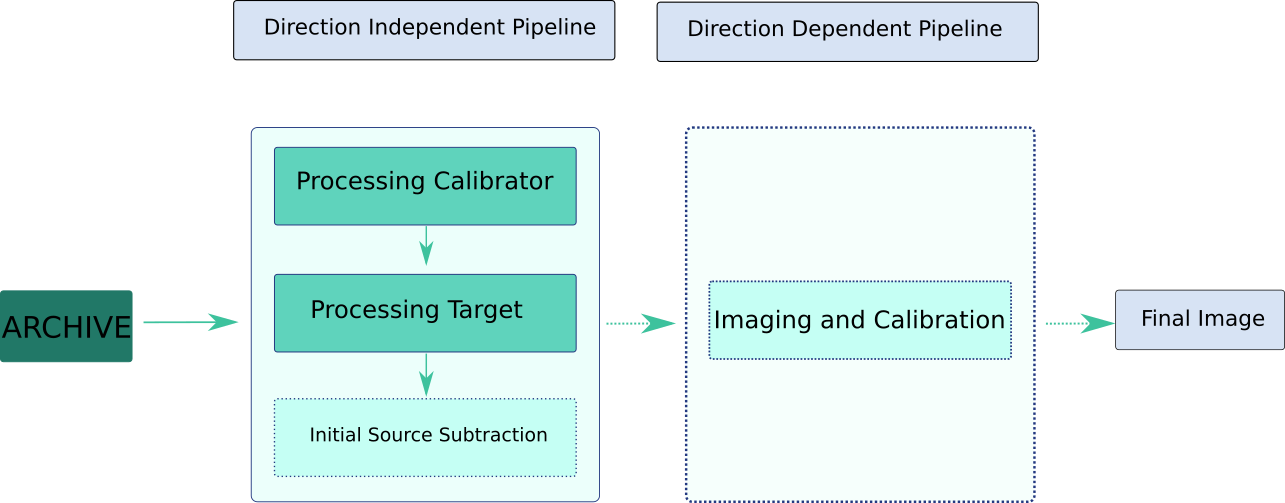 Direction Independent Pipeline
Direction Dependent Pipeline
Processing Calibrator
Processing Target
Initial Source Subtraction
ARCHIVE
Imaging and Calibration
Final Image